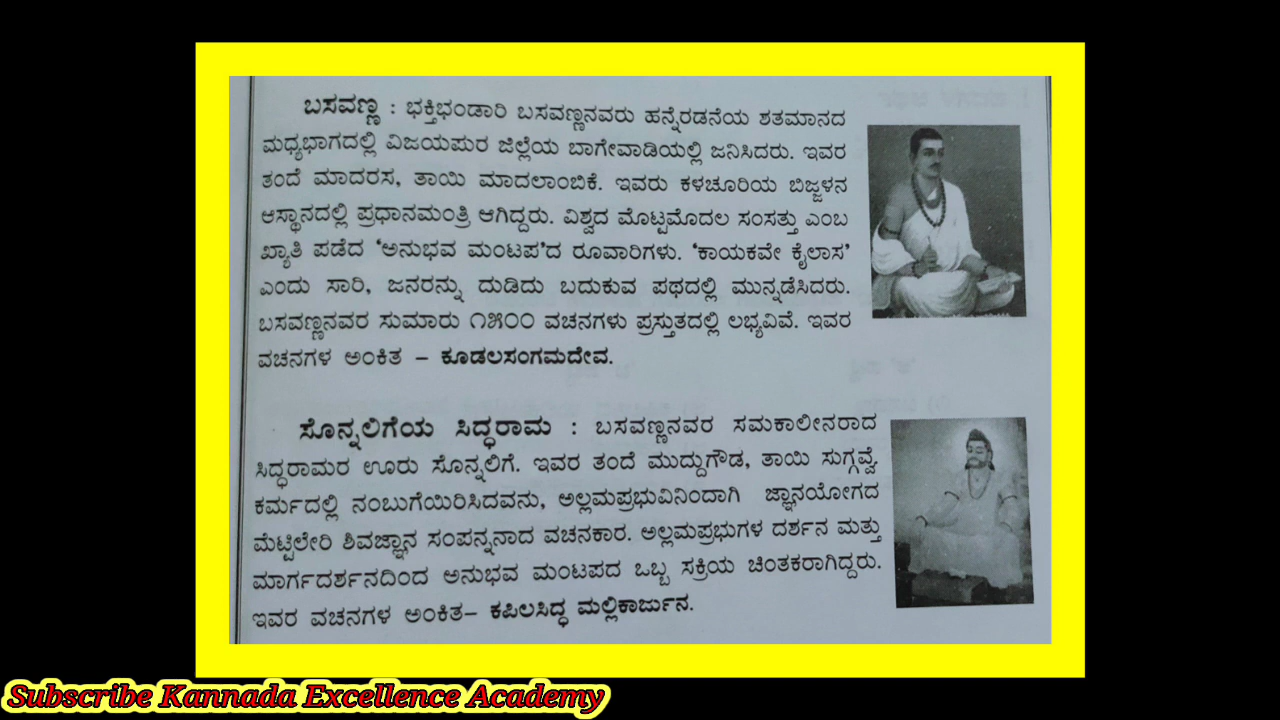 ಬಸವಣ್ಣ : ಭಕ್ತಿಭಂಡಾರಿ ಬಸವಣ್ಣನವರು ಹನ್ನೆರಡನೆಯ ಶತಮಾನದ
ಮಧ್ಯಭಾಗದಲ್ಲಿ ವಿಜಯಪುರ ಜಿಲ್ಲೆಯ ಬಾಗೇವಾಡಿಯಲ್ಲಿ ಜನಿಸಿದರು. ಇವರ
ತಂದೆ ಮಾದರಸ, ತಾಯಿ ಮಾದಲಾಂಬಿಕೆ. ಇವರು ಕಳಚೂರಿಯ ಬಿಜ್ಜಳನ
ಆಸ್ಥಾನದಲ್ಲಿ ಪ್ರಧಾನಮಂತ್ರಿ ಆಗಿದ್ದರು. ವಿಶ್ವದ ಮೊಟ್ಟಮೊದಲ ಸಂಸತ್ತು ಎಂಬ
ಖ್ಯಾತಿ ಪಡೆದ ‘ಅನುಭವ ಮಂಟಪ’ದ ರೂವಾರಿಗಳು. ‘ಕಾಯಕವೇ ಕೈಲಾಸ’
ಎಂದು ಸಾರಿ, ಜನರನ್ನು ದುಡಿದು ಬದುಕುವ ಪಥದಲ್ಲಿ ಮುನ್ನಡೆಸಿದರು.
ಬಸವಣ್ಣನವರ ಸುಮಾರು ೧೫೦೦ ವಚನಗಳು ಪ್ರಸ್ತುತದಲ್ಲಿ ಲಭ್ಯವಿವೆ. ಇವರ
ವಚನಗಳ ಅಂಕಿತ – ಕೂಡಲಸಂಗಮದೇವ.
ಸೊನ್ನಲಿಗೆಯ ಸಿದ್ಧರಾಮ : ಬಸವಣ್ಣನವರ ಸಮಕಾಲೀನರಾದ
ಸಿದ್ಧರಾಮರ ಊರು ಸೊನ್ನಲಿಗೆ. ಇವರ ತಂದೆ ಮುದ್ದುಗೌಡ, ತಾಯಿ ಸುಗ್ಗವ್ವೆ.
ಕರ್ಮದಲ್ಲಿ ನಂಬುಗೆಯಿರಿಸಿದವನು, ಅಲ್ಲಮಪ್ರಭುವಿನಿಂದಾಗಿ ಜ್ಞಾನಯೋಗದ
ಮೆಟ್ಟಿಲೇರಿ ಶಿವಜ್ಞಾನ ಸಂಪನ್ನನಾದ ವಚನಕಾರ. ಅಲ್ಲಮಪ್ರಭುಗಳ ದರ್ಶನ ಮತ್ತು
ಮಾರ್ಗದರ್ಶನದಿಂದ ಅನುಭವ ಮಂಟಪದ ಒಬ್ಬ ಸಕ್ರಿಯ ಚಿಂತಕರಾಗಿದ್ದರು.
ಇವರ ವಚನಗಳ ಅಂಕಿತ– ಕಪಿಲಸಿದ್ಧ ಮಲ್ಲಿಕಾರ್ಜುನ.
Subscribe Kannada Excellence Academy